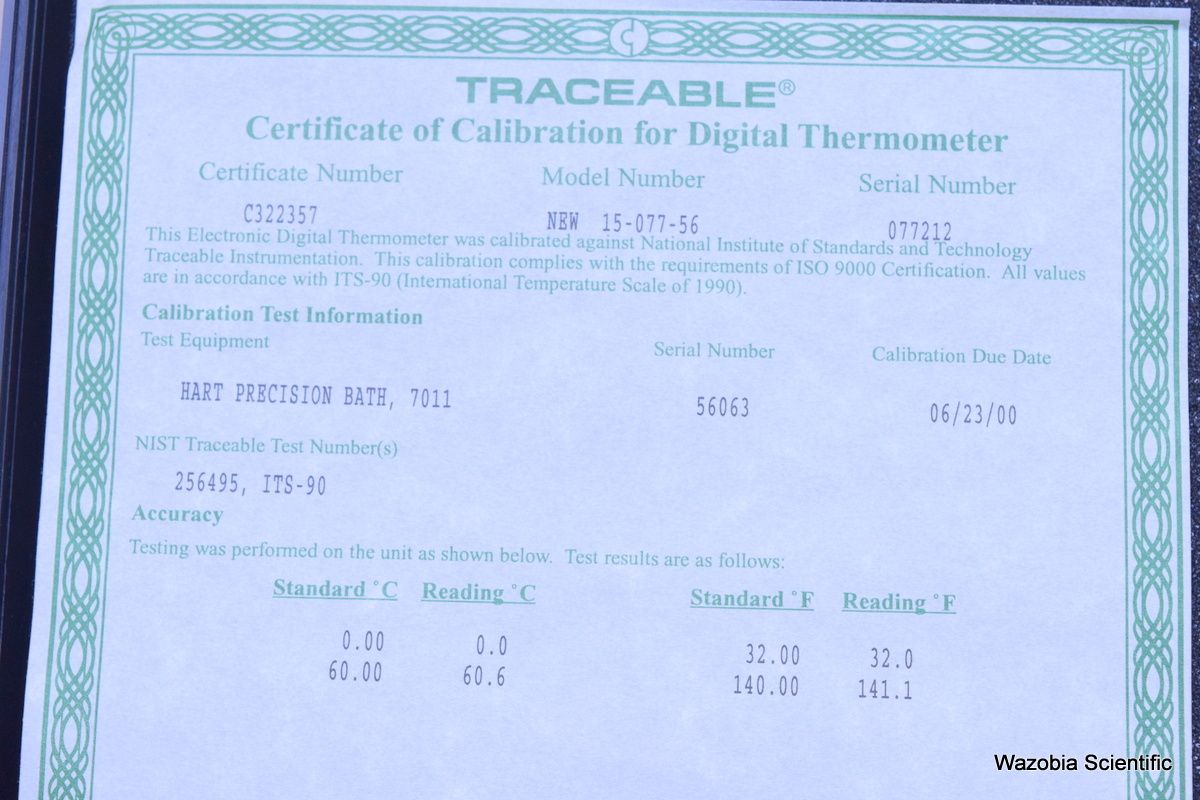 TRACEABLE®
Certificate of Calibration for Digital Thermometer
Certificate Number Model Number Serial Number
C322357 NEW 15-077-56 077212
This Electronic Digital Thermometer was calibrated against National Institute of Standards and Technology
Traceable Instrumentation. This calibration complies with the requirements of ISO 9000 Certification. All values
are in accordance with ITS-90 (International Temperature Scale of 1990).
Calibration Test Information
Test Equipment Serial Number Calibration Due Date
HART PRECISION BATH, 7011 56063 06/23/00
NIST Traceable Test Number(s)
256495, ITS-90
Accuracy
Testing was performed on the unit as shown below. Test results are as follows:
Standard °C Reading °C Standard °F Reading °F
0.00 0.0 32.00 32.0
60.00 60.6 140.00 141.1
Wazobia Scientific